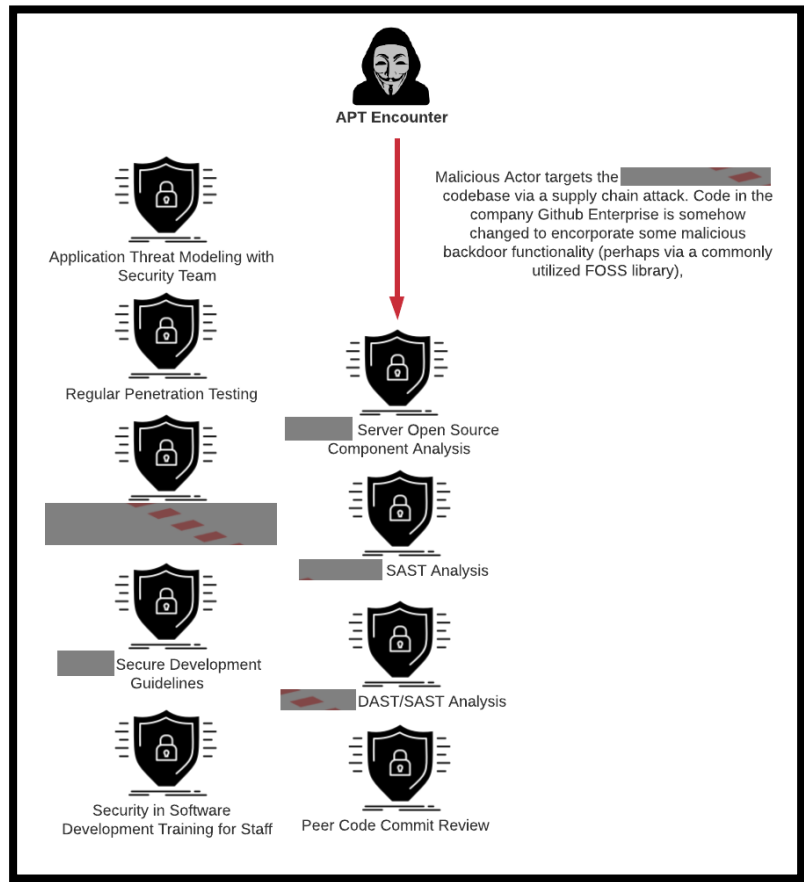 APT Encounter
Malicious Actor targets the
codebase via a supply chain attack. Code in the
company Github Enterprise is somehow
changed to encorporate some malicious
backdoor functionality (perhaps via a commonly
utilized FOSS library),
Application Threat Modeling with
Security Team
Regular Penetration Testing
Secure Development
Guidelines
Security in Software
Development Training for Staff
Server Open Source
Component Analysis
SAST Analysis
DAST/SAST Analysis
Peer Code Commit Review